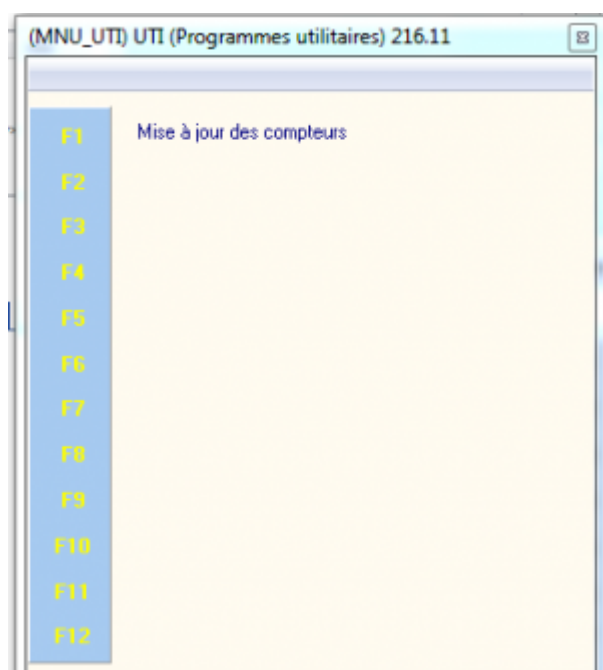 (MNU_UTI) UTI (Programmes utilitaires) 216.11
F1 Mise à jour des compteurs
F2
F3
F4
F5
F6
F7
F8
F9
F10
F11
F12